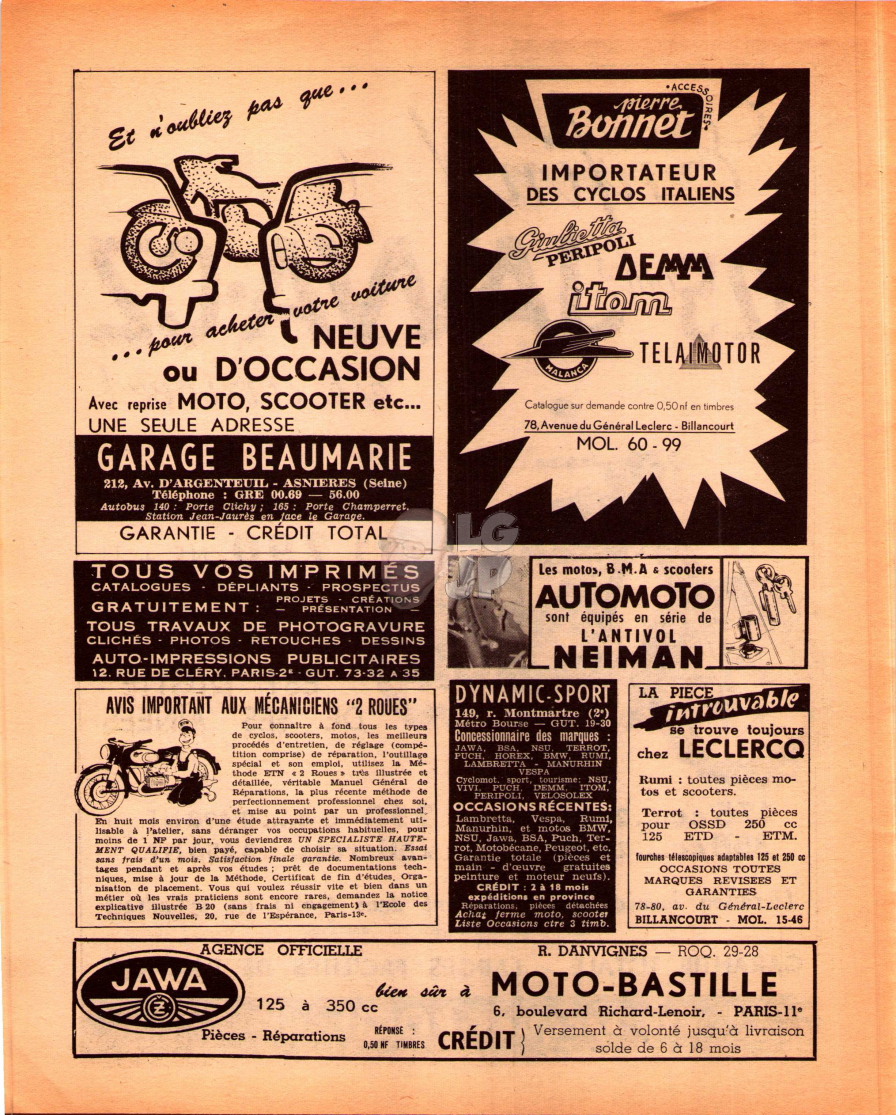 Et n'oubliez pas que...
...pour acheter votre voiture
NEUVE
ou D'OCCASION
Avec reprise MOTO, SCOOTER etc...
UNE SEULE ADRESSE
GARAGE BEAUMARIE
212, Av. D'ARGENTEUIL - ASNIERES (Seine)
Téléphone : GRE 00.69 — 56.00
Autobus 140 : Porte Clichy ; 165 : Porte Champerret.
Station Jean-Jaurès en face le Garage.
GARANTIE - CRÉDIT TOTAL
ACCESSOIRES
pierre
Bonnet
IMPORTATEUR
DES CYCLOS ITALIENS
Giulietta
PERIPOLI
DEMM
itom
MALANCA
TELAIMOTOR
Catalogue sur demande contre 0,50 nf en timbres
78, Avenue du Général Leclerc - Billancourt
MOL. 60 - 99
LG
TOUS VOS IMPRIMÉS
CATALOGUES - DÉPLIANTS - PROSPECTUS
GRATUITEMENT : PROJETS - CRÉATIONS
— PRÉSENTATION —
TOUS TRAVAUX DE PHOTOGRAVURE
CLICHÉS - PHOTOS - RETOUCHES - DESSINS
AUTO-IMPRESSIONS PUBLICITAIRES
12, RUE DE CLÉRY, PARIS-2e - GUT. 73-32 A 35
Les motos, B.M.A & scooters
AUTOMOTO
sont équipés en série de
L'ANTIVOL
NEIMAN
AVIS IMPORTANT AUX MÉCANICIENS "2 ROUES"
Pour connaître à fond tous les types
de cyclos, scooters, motos, les meilleurs
procédés d'entretien, de réglage (compé-
tition comprise) de réparation, l'outillage
spécial et son emploi, utilisez la Mé-
thode ETN « 2 Roues » très illustrée et
détaillée, véritable Manuel Général de
Réparations, la plus récente méthode de
perfectionnement professionnel chez soi,
et mise au point par un professionnel.
En huit mois environ d'une étude attrayante et immédiatement uti-
lisable à l'atelier, sans déranger vos occupations habituelles, pour
moins de 1 NF par jour, vous deviendrez UN SPECIALISTE HAUTE-
MENT QUALIFIE, bien payé, capable de choisir sa situation. Essai
sans frais d'un mois. Satisfaction finale garantie. Nombreux avan-
tages pendant et après vos études ; prêt de documentations tech-
niques, mise à jour de la Méthode, Certificat de fin d'études, Orga-
nisation de placement. Vous qui voulez réussir vite et bien dans un
métier où les vrais praticiens sont encore rares, demandez la notice
explicative illustrée B 20 (sans frais ni engagement) à l'Ecole des
Techniques Nouvelles, 20, rue de l'Espérance, Paris-13e.
DYNAMIC-SPORT
149, r. Montmartre (2e)
Métro Bourse — GUT. 19-30
Concessionnaire des marques :
JAWA, BSA, NSU, TERROT,
PUCH, HOREX, BMW, RUMI,
LAMBRETTA - MANURHIN
VESPA
Cyclomot. sport, tourisme: NSU,
VIVI, PUCH, DEMM, ITOM,
PERIPOLI, VELOSOLEX
OCCASIONS RÉCENTES:
Lambretta, Vespa, Rumi,
Manurhin, et motos BMW,
NSU, Jawa, BSA, Puch, Ter-
rot, Motobécane, Peugeot, etc.
Garantie totale (pièces et
main - d'œuvre gratuites
peinture et moteur neufs).
CRÉDIT : 2 à 18 mois
expéditions en province
Réparations, pièces détachées
Achat ferme moto, scooter
Liste Occasions ctre 3 timb.
LA PIECE
introuvable
se trouve toujours
chez LECLERCQ
Rumi : toutes pièces mo-
tos et scooters.
Terrot : toutes pièces
pour OSSD 250 cc
125 ETD - ETM.
fourches télescopiques adaptables 125 et 250 cc
OCCASIONS TOUTES
MARQUES REVISEES ET
GARANTIES
78-80, av. du Général-Leclerc
BILLANCOURT - MOL. 15-46
AGENCE OFFICIELLE
JAWA
125 à 350 cc
Pièces - Réparations
R. DANVIGNES — ROQ. 29-28
bien sûr à MOTO-BASTILLE
6, boulevard Richard-Lenoir, - PARIS-11e
RÉPONSE :
0,50 NF TIMBRES
CRÉDIT } Versement à volonté jusqu'à livraison
solde de 6 à 18 mois